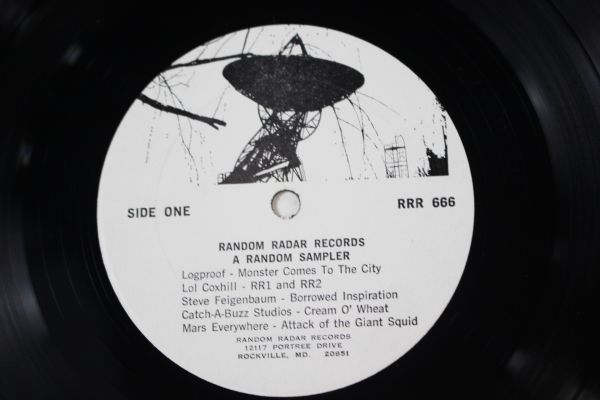 SIDE ONE
RRR 666
RANDOM RADAR RECORDS
A RANDOM SAMPLER
Logproof - Monster Comes To The City
Lol Coxhill - RR1 and RR2
Steve Feigenbaum - Borrowed Inspiration
Catch-A-Buzz Studios - Cream O' Wheat
Mars Everywhere - Attack of the Giant Squid
RANDOM RADAR RECORDS
12117 PORTREE DRIVE
ROCKVILLE, MD. 20851